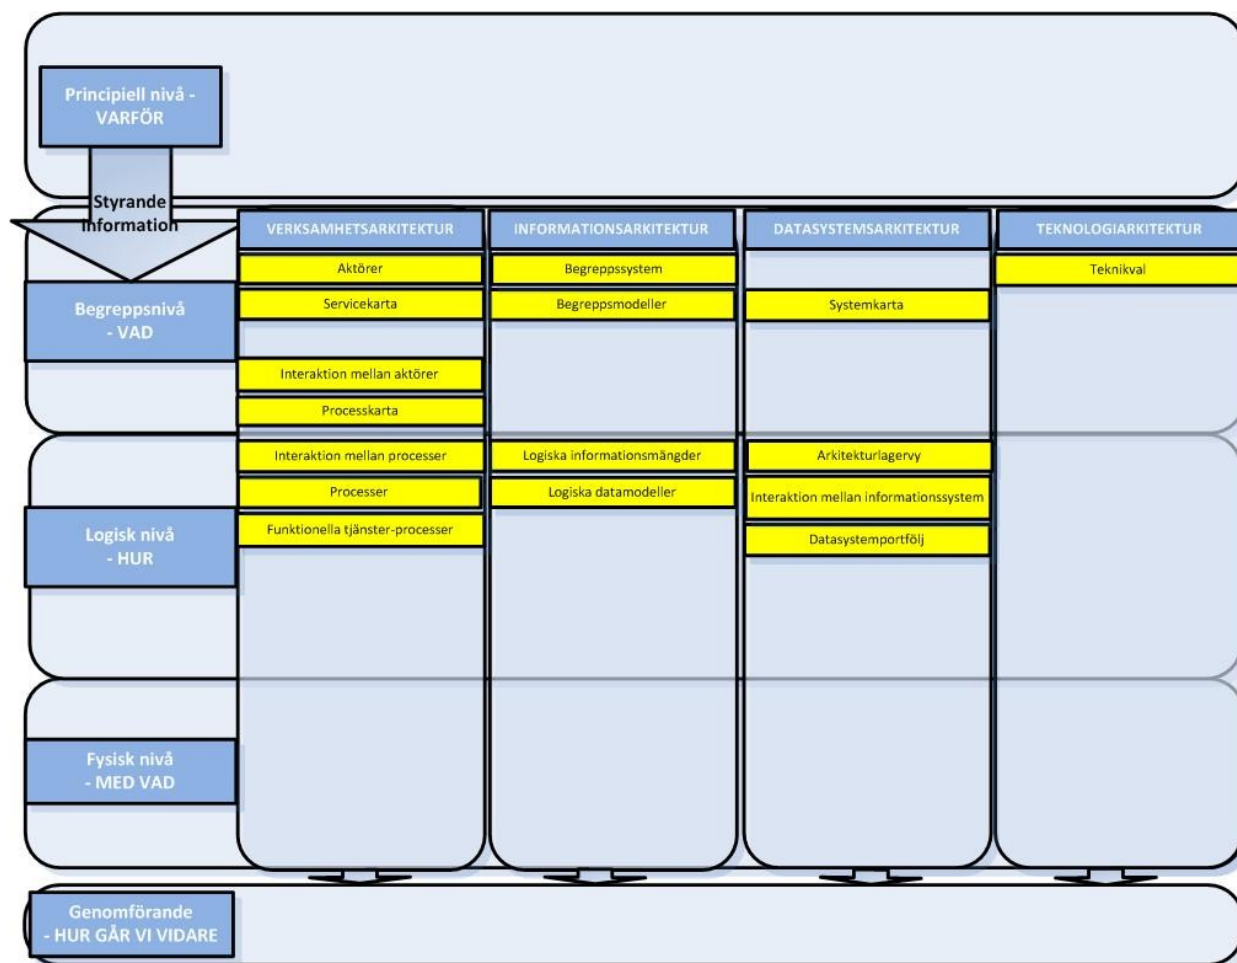 Principiell nivå -
VARFÖR
Styrande
information
VERKSAMHETSARKITEKTUR
INFORMATIONSARKITEKTUR
DATASYSTEMSARKITEKTUR
TEKNOLOGIARKITEKTUR
Begreppsnivå
- VAD
Aktörer
Begreppssystem
Teknikval
Servicekarta
Begreppsmodeller
Systemkarta
Interaktion mellan aktörer
Processkarta
Logisk nivå
- HUR
Interaktion mellan processer
Logiska informationsmängder
Arkitekturlagervy
Processer
Logiska datamodeller
Interaktion mellan informationssystem
Funktionella tjänster-processer
Datasystemportfölj
Fysisk nivå
- MED VAD
Genomförande
- HUR GÅR VI VIDARE